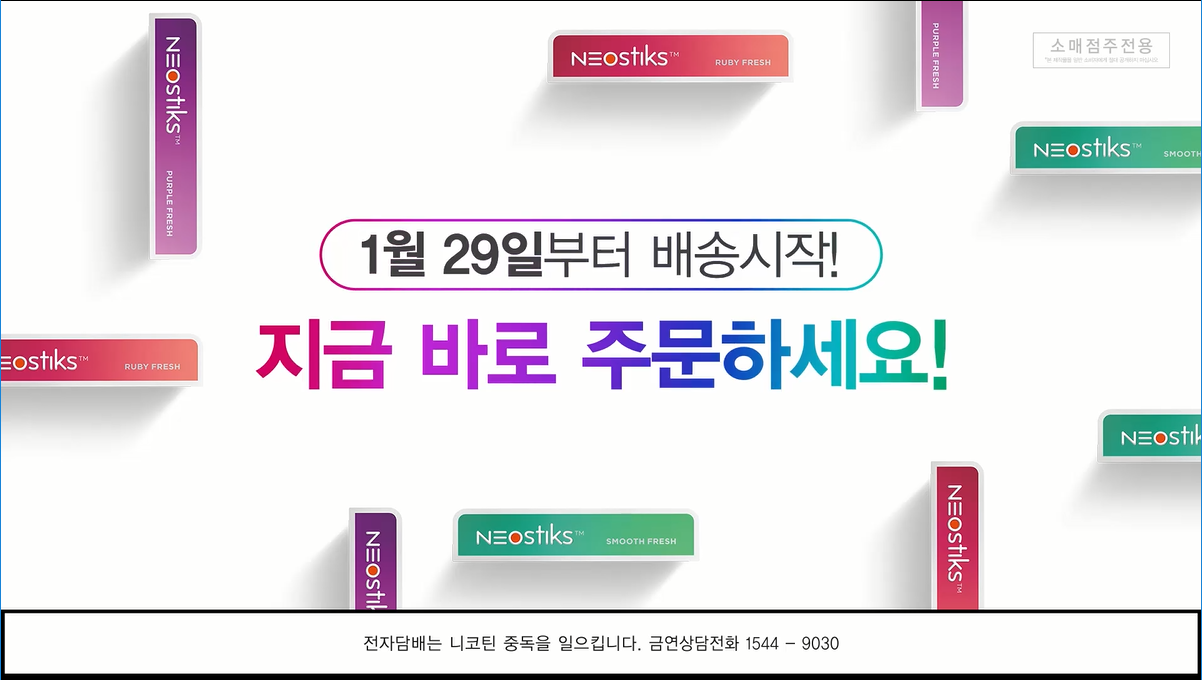 NEOSTIKS™
PURPLE FRESH
NEOSTIKS™ RUBY FRESH
PURPLE FRESH
소매점주전용
NEOSTIKS™ SMOOTH
1월 29일부터 배송시작!
지금 바로 주문하세요!
EOSTIKS™ RUBY FRESH
NEOSTIK
NEOSTIK
NEOSTIKS™ SMOOTH FRESH
NEOSTIKS™
전자담배는 니코틴 중독을 일으킵니다. 금연상담전화 1544 - 9030